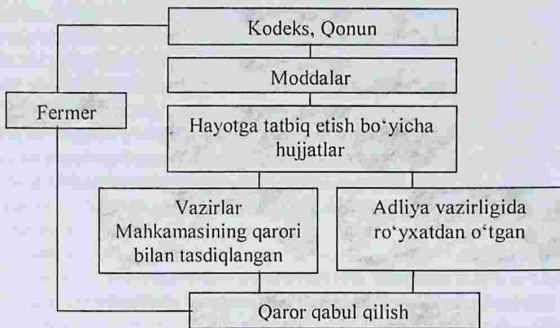 Kodeks, Qonun
Moddalar
Fermer
Hayotga tatbiq etish bo‘yicha
hujjatlar
Vazirlar
Mahkamasining qarori
bilan tasdiqlangan
Adliya vazirligida
ro‘yxatdan o‘tgan
Qaror qabul qilish